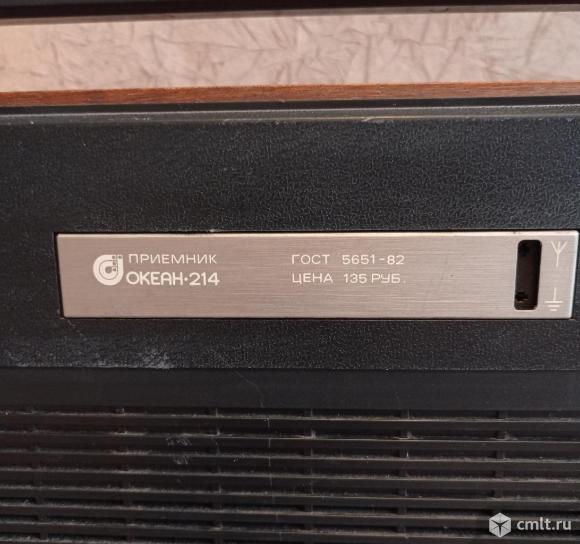 ПРИЕМНИК
ОКЕАН·214
ГОСТ 5651-82
ЦЕНА 135 РУБ.
cmlt.ru